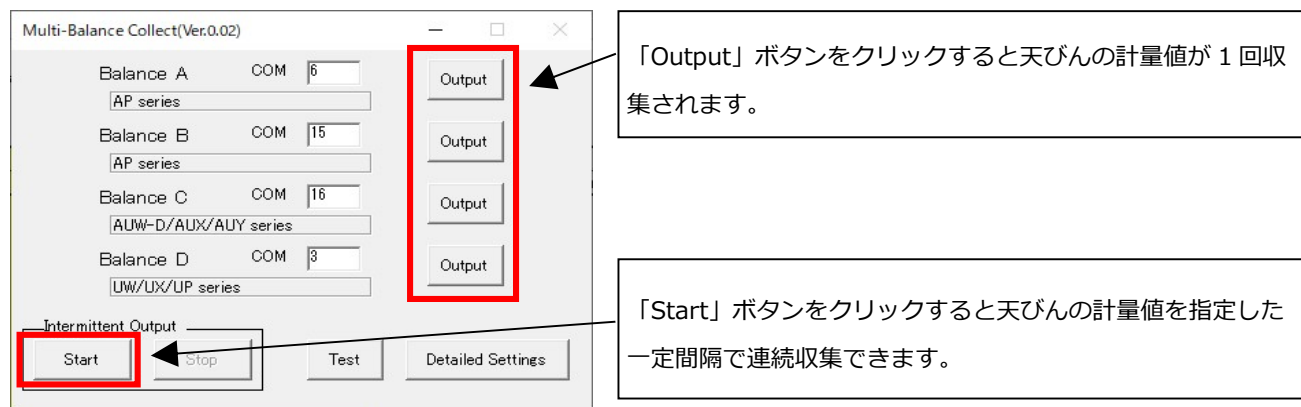 Multi-Balance Collect(Ver.0.02)
Balance A COM 6 Output
AP series
Balance B COM 15 Output
AP series
Balance C COM 16 Output
AUW-D/AUX/AUY series
Balance D COM 3 Output
UW/UX/UP series
Intermittent Output
Start Stop Test Detailed Settings
「Output」ボタンをクリックすると天びんの計量値が 1 回収
集されます。
「Start」ボタンをクリックすると天びんの計量値を指定した
一定間隔で連続収集できます。